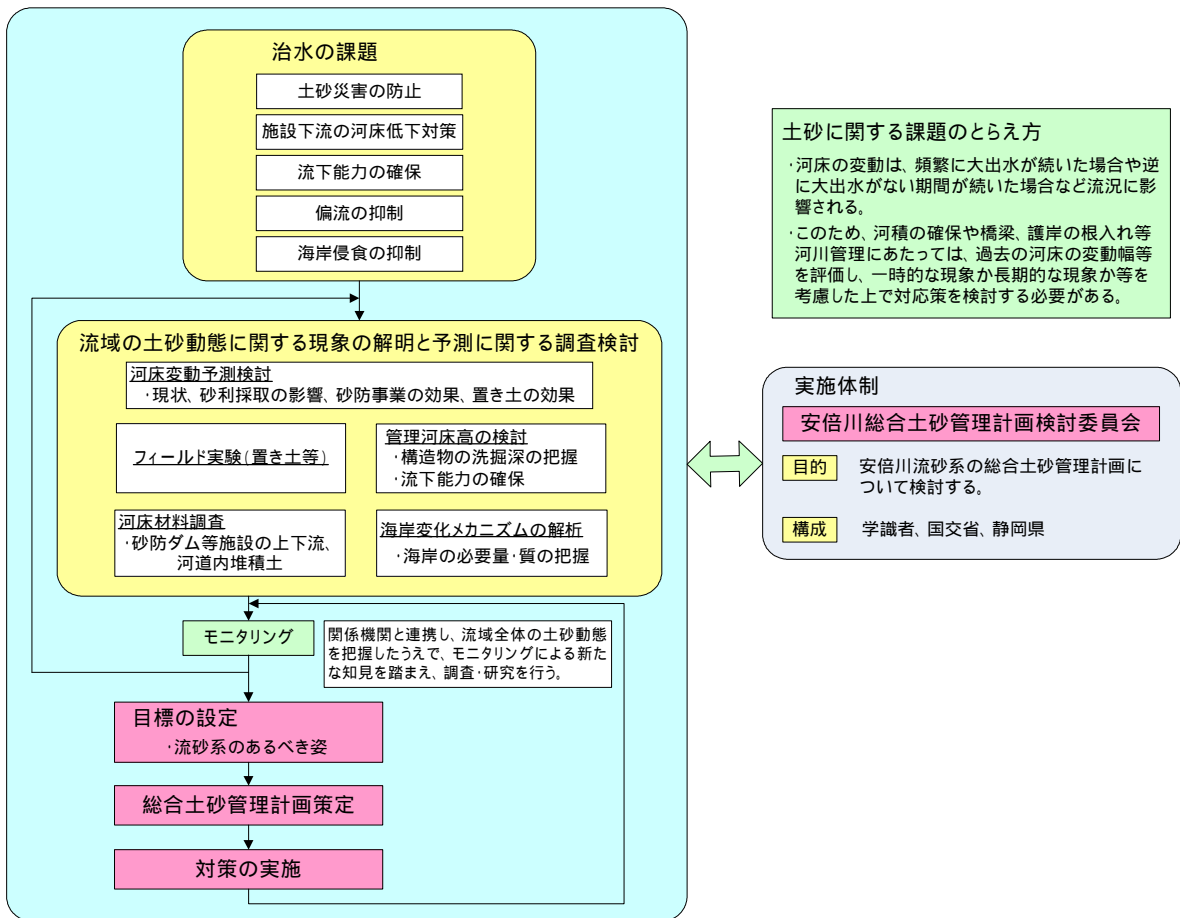 治水の課題
土砂災害の防止
施設下流の河床低下対策
流下能力の確保
偏流の抑制
海岸侵食の抑制
流域の土砂動態に関する現象の解明と予測に関する調査検討
河床変動予測検討
・現状、砂利採取の影響、砂防事業の効果、置き土の効果
フィールド実験(置き土等)
管理河床高の検討
・構造物の洗掘深の把握
・流下能力の確保
河床材料調査
・砂防ダム等施設の上下流、
河道内堆積土
海岸変化メカニズムの解析
・海岸の必要量・質の把握
モニタリング
関係機関と連携し、流域全体の土砂動態
を把握したうえで、モニタリングによる新た
な知見を踏まえ、調査・研究を行う。
目標の設定
・流砂系のあるべき姿
総合土砂管理計画策定
対策の実施
土砂に関する課題のとらえ方
・河床の変動は、頻繁に大出水が続いた場合や逆
に大出水がない期間が続いた場合など流況に影
響される。
・このため、河積の確保や橋梁、護岸の根入れ等
河川管理にあたっては、過去の河床の変動幅等
を評価し、一時的な現象か長期的な現象か等を
考慮した上で対応策を検討する必要がある。
実施体制
安倍川総合土砂管理計画検討委員会
目的 安倍川流砂系の総合土砂管理計画に
ついて検討する。
構成 学識者、国交省、静岡県